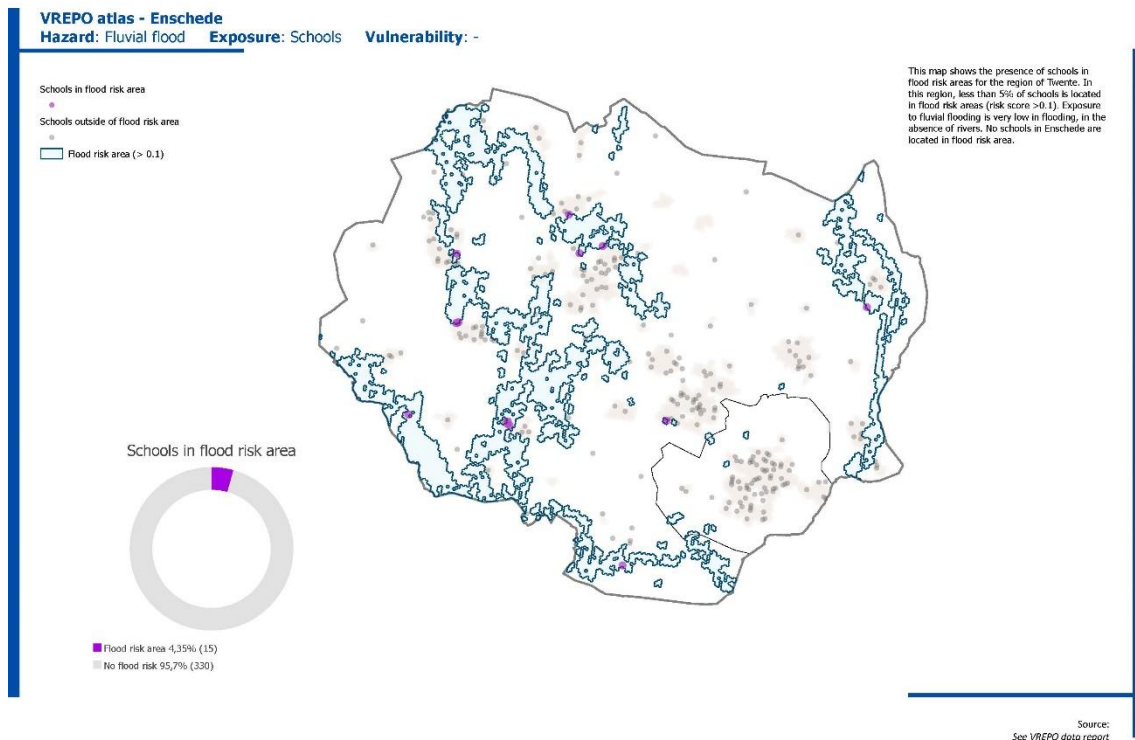 VREPO atlas - Enschede
Hazard: Fluvial flood Exposure: Schools Vulnerability: -
Schools in flood risk area
Schools outside of flood risk area
Flood risk area (> 0.1)
This map shows the presence of schools in
flood risk areas for the region of Twente. In
this region, less than 5% of schools is located
in flood risk areas (risk score >0.1). Exposure
to fluvial flooding is very low in flooding, in the
absence of rivers. No schools in Enschede are
located in flood risk area.
Schools in flood risk area
Flood risk area 4,35% (15)
No flood risk 95,7% (330)
Source:
See VREPO data report